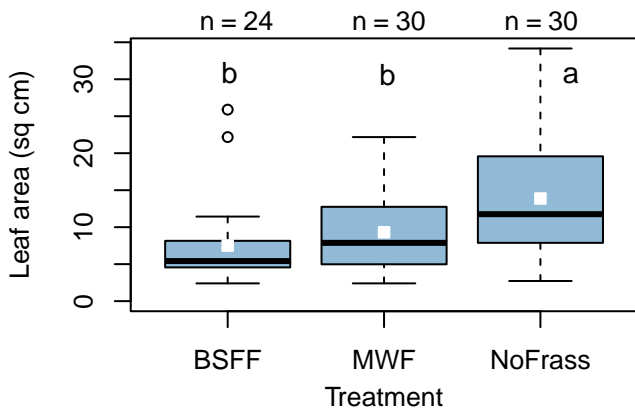 n = 24 n = 30 n = 30
b b a
Leaf area (sq cm)
30
20
10
0
BSFF MWF NoFrass
Treatment